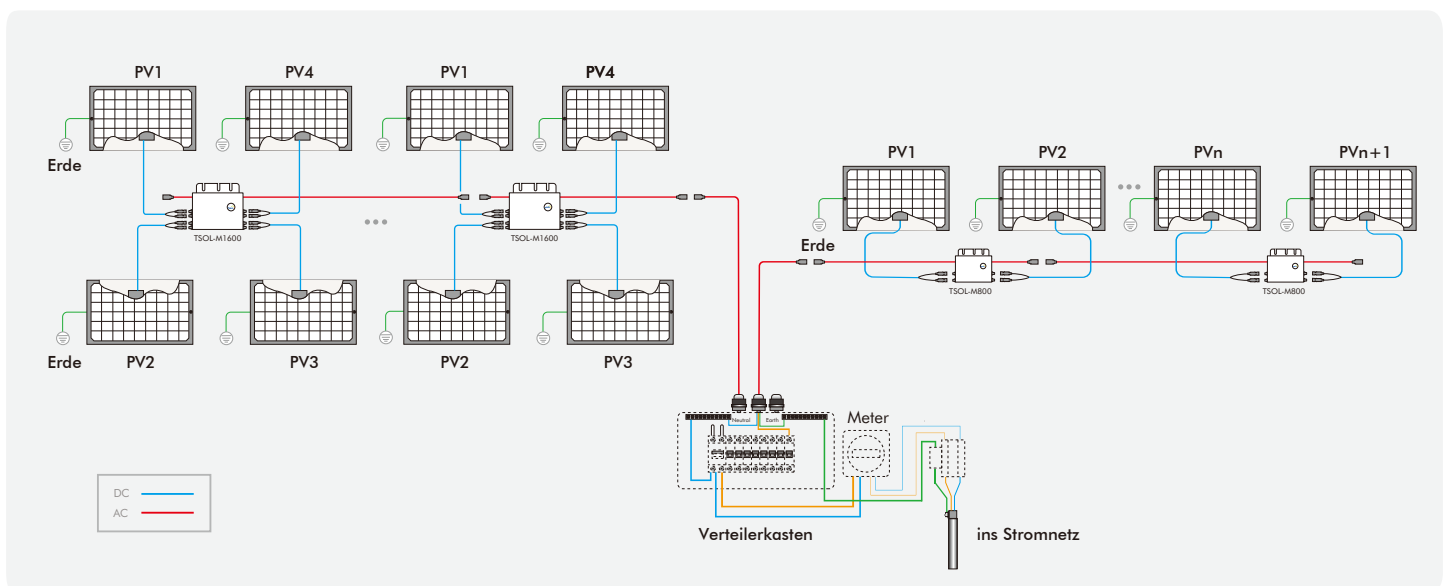 PV1
PV4
PV1
PV4
Erde
TSOL-M1600
TSOL-M1600
Erde
PV2
PV3
PV2
PV3
PV1
PV2
PVn
PVn+1
Erde
TSOL-M800
TSOL-M800
Neutral
Earth
Meter
Verteilerkasten
ins Stromnetz
DC
AC